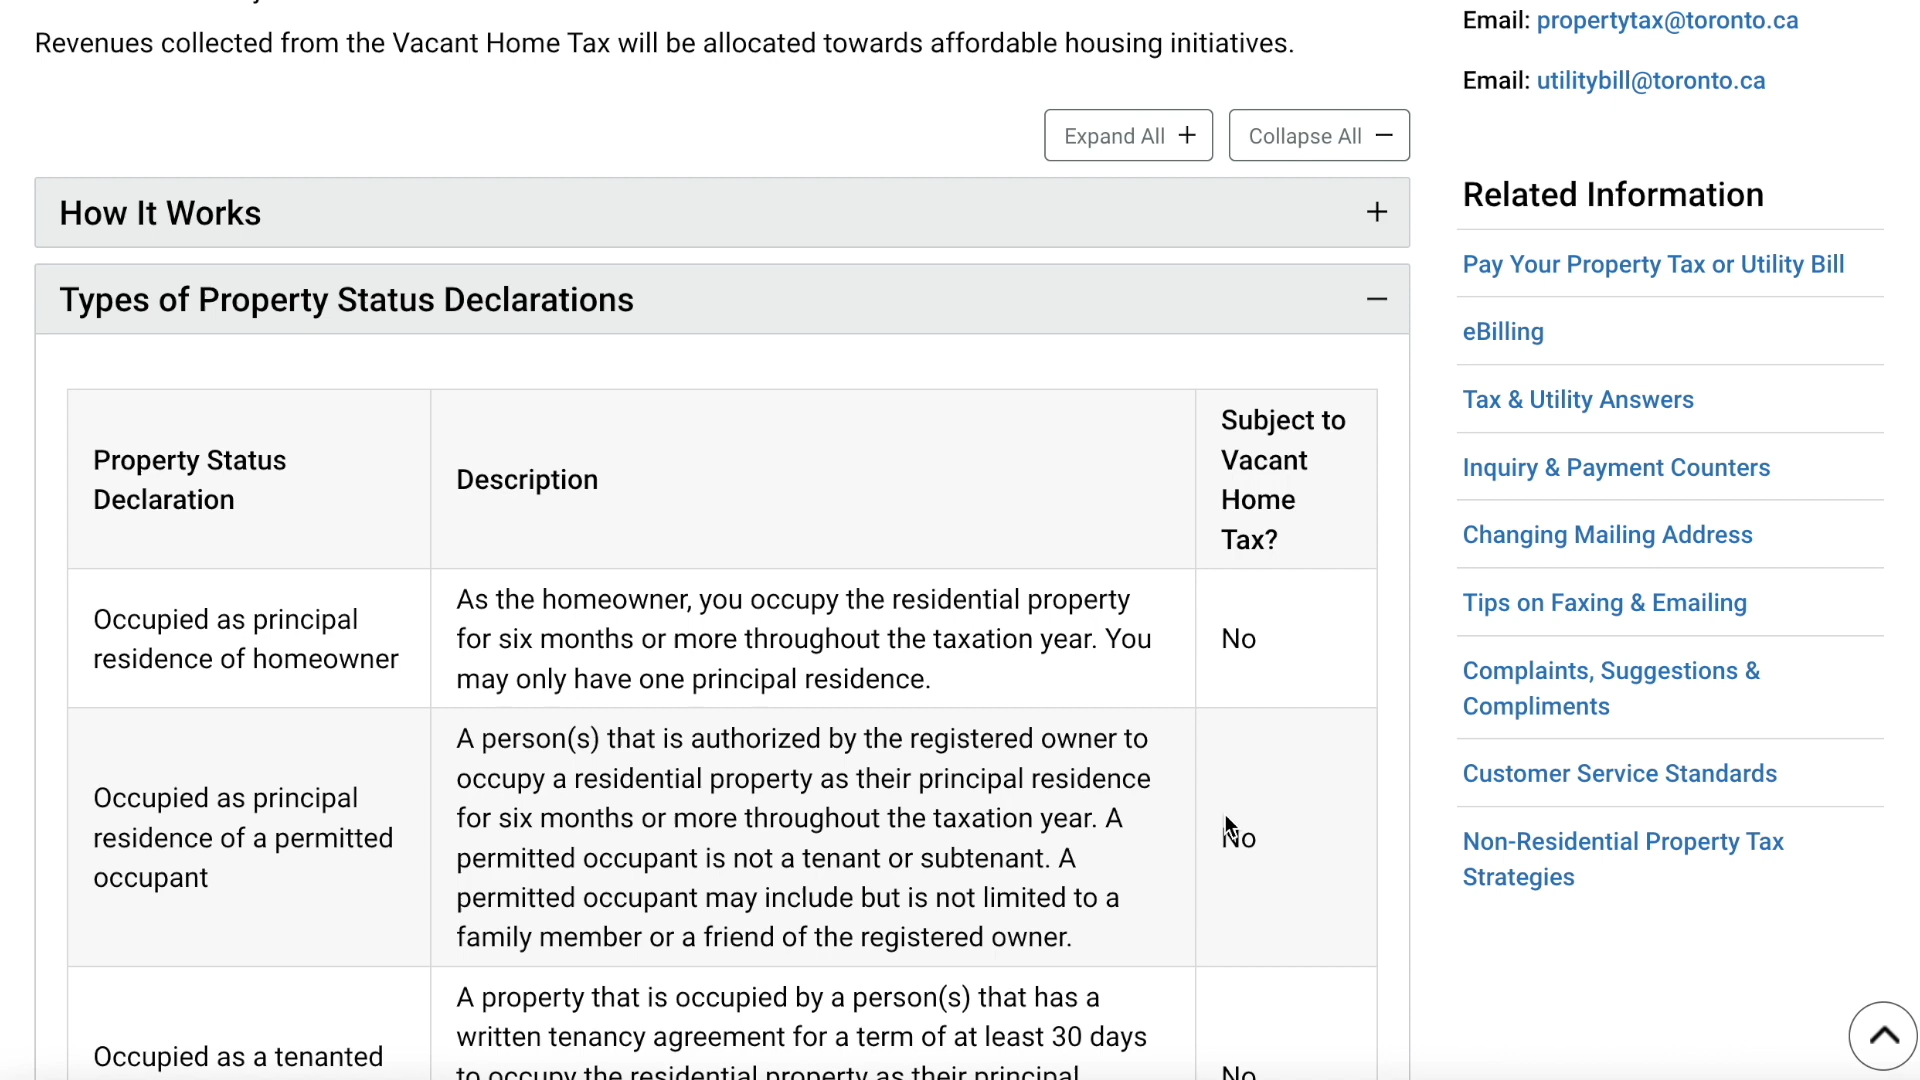 Revenues collected from the Vacant Home Tax will be allocated towards affordable housing initiatives.
Expand All +
Collapse All −
How It Works +
Types of Property Status Declarations −
Property Status
Declaration
Description
Subject to
Vacant
Home
Tax?
Occupied as principal
residence of homeowner
As the homeowner, you occupy the residential property
for six months or more throughout the taxation year. You
may only have one principal residence.
No
Occupied as principal
residence of a permitted
occupant
A person(s) that is authorized by the registered owner to
occupy a residential property as their principal residence
for six months or more throughout the taxation year. A
permitted occupant is not a tenant or subtenant. A
permitted occupant may include but is not limited to a
family member or a friend of the registered owner.
No
Occupied as a tenanted
A property that is occupied by a person(s) that has a
written tenancy agreement for a term of at least 30 days
to occupy the residential property as their principal
No
Email: propertytax@toronto.ca
Email: utilitybill@toronto.ca
Related Information
Pay Your Property Tax or Utility Bill
eBilling
Tax & Utility Answers
Inquiry & Payment Counters
Changing Mailing Address
Tips on Faxing & Emailing
Complaints, Suggestions &
Compliments
Customer Service Standards
Non-Residential Property Tax
Strategies